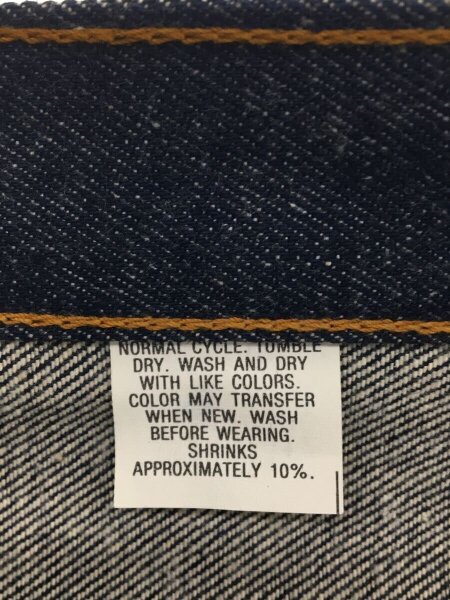 NORMAL CYCLE. TUMBLE
DRY. WASH AND DRY
WITH LIKE COLORS.
COLOR MAY TRANSFER
WHEN NEW. WASH
BEFORE WEARING.
SHRINKS
APPROXIMATELY 10%.